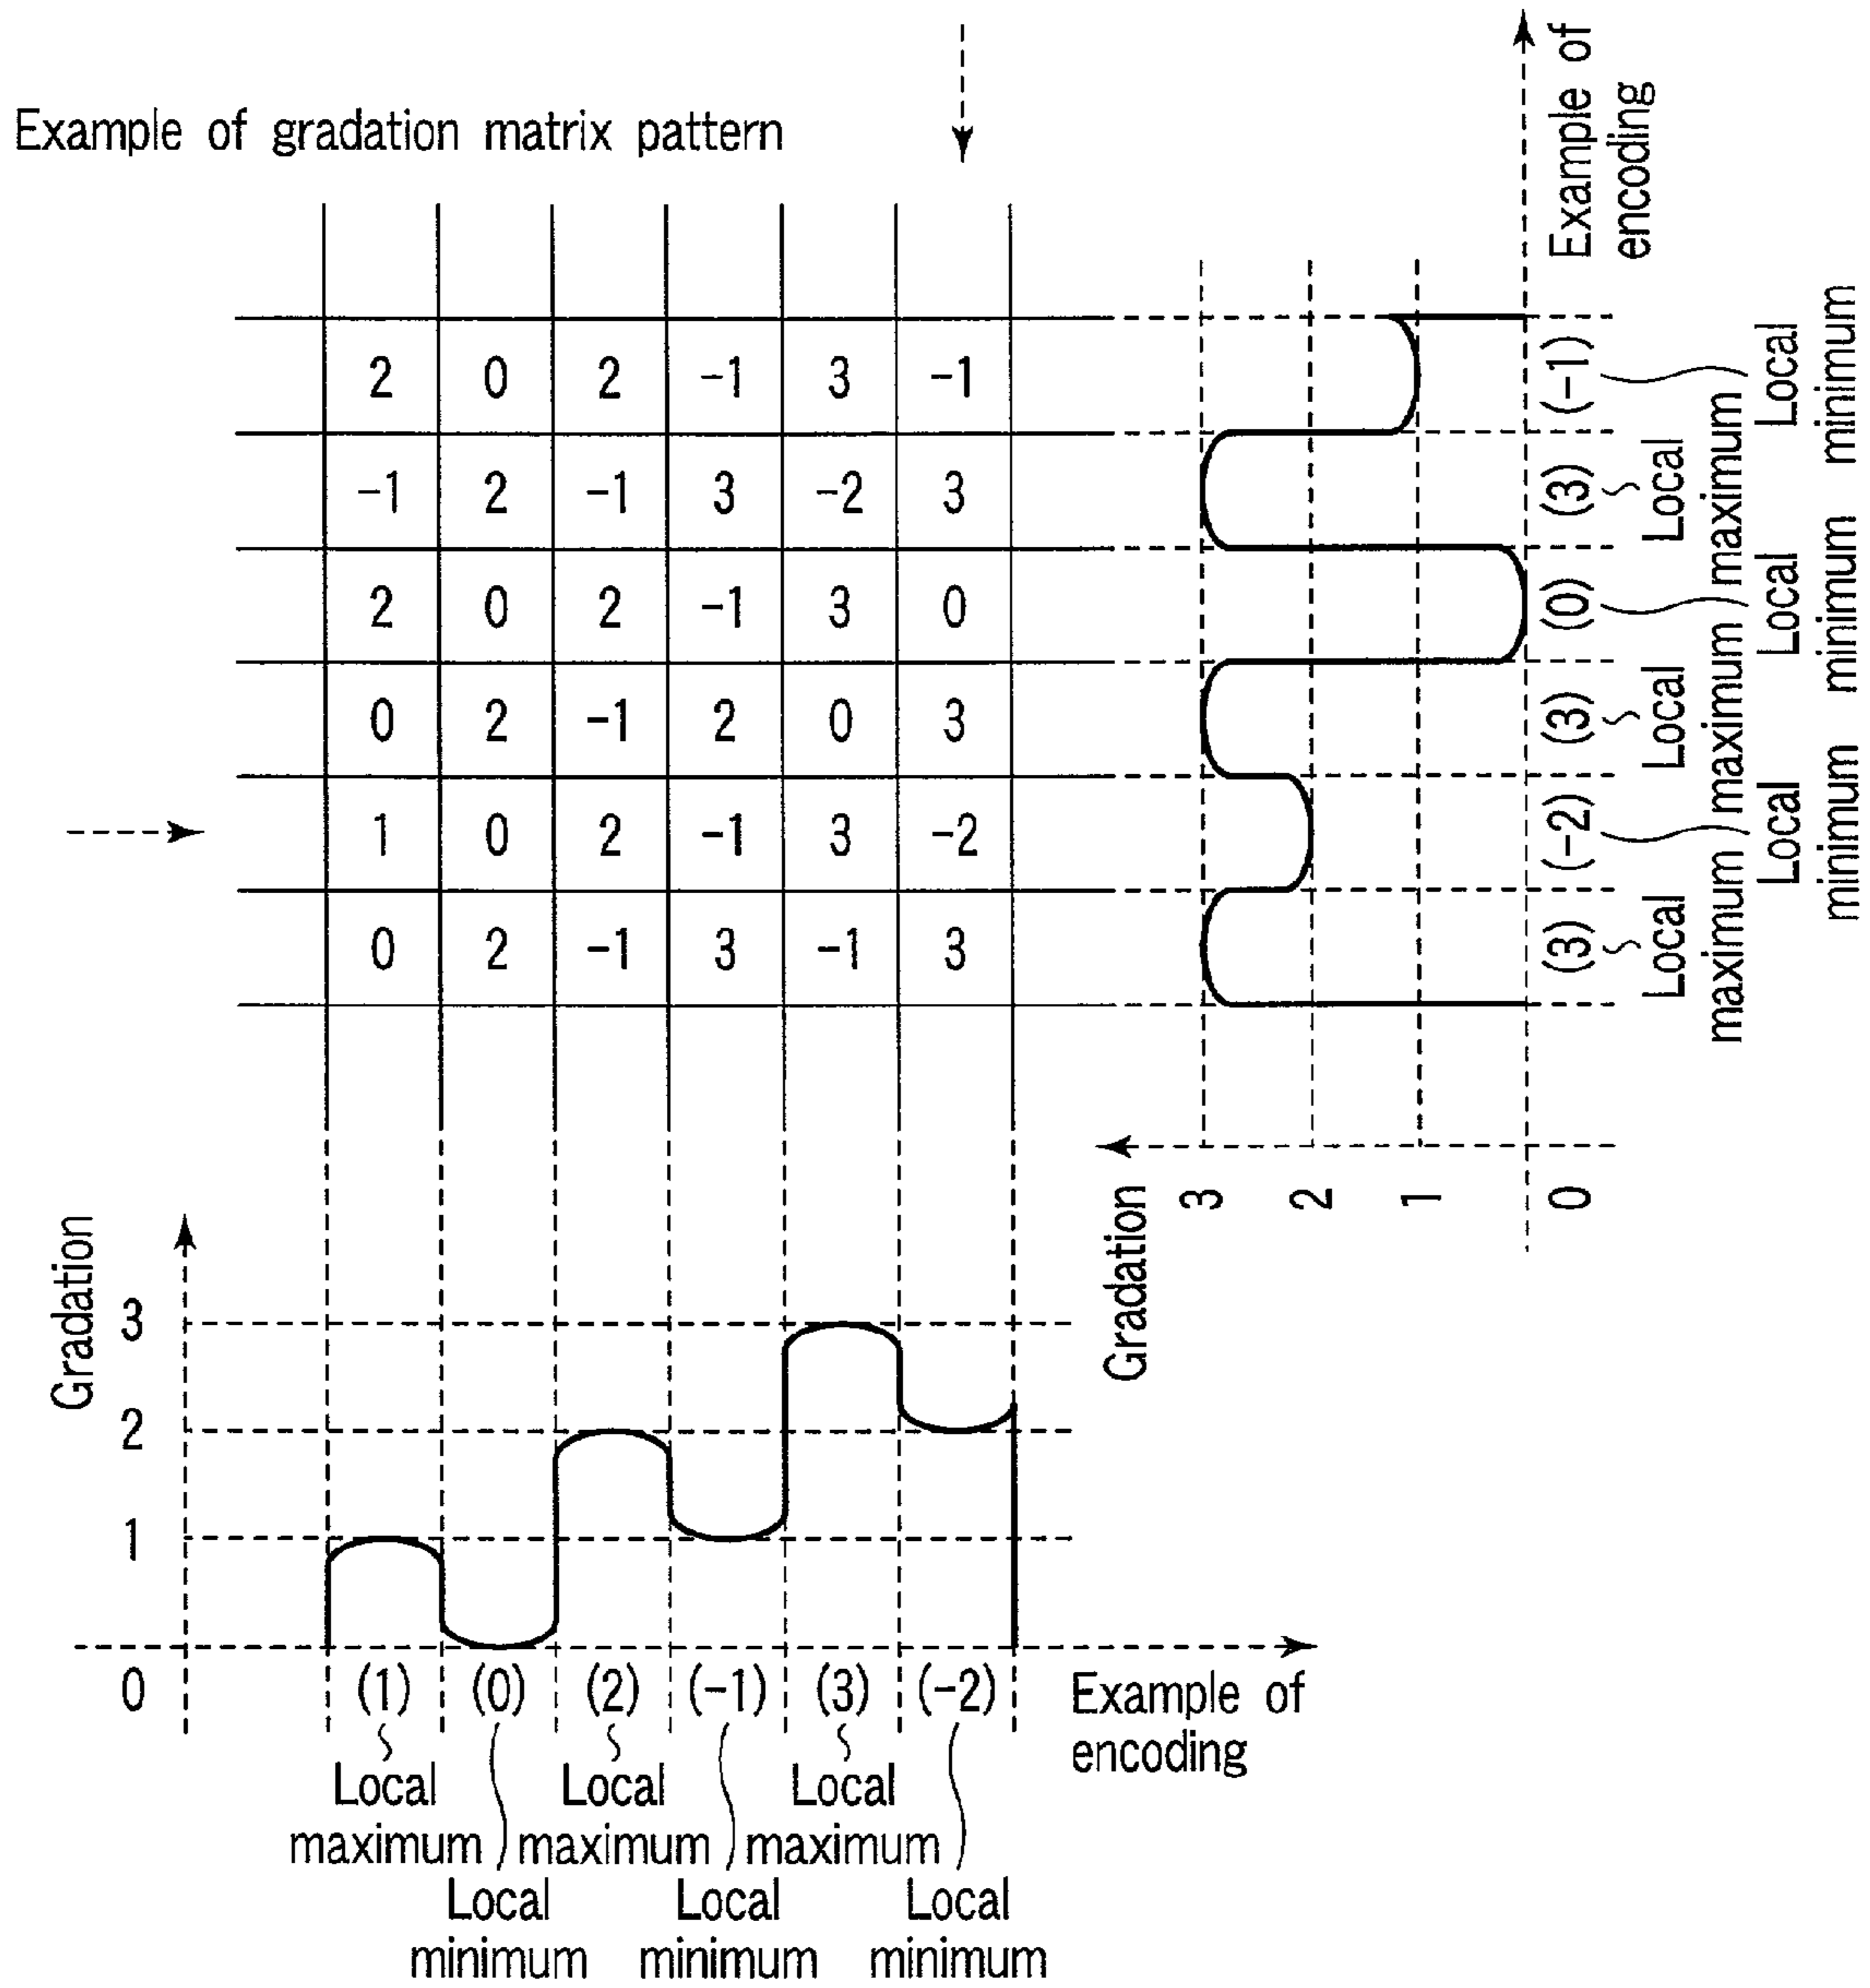 Example of gradation matrix pattern
2 0 2 -1 3 -1
-1 2 -1 3 -2 3
2 0 2 -1 3 0
0 2 -1 2 0 3
1 0 2 -1 3 -2
0 2 -1 3 -1 3
Example of
encoding
(-1)
Local
minimum
(3)
Local
maximum
(0)
Local
minimum
(3)
Local
maximum
(-2)
Local
minimum
(3)
Local
maximum
Gradation
3 2 1 0
Gradation
3
2
1
0
(1) (0) (2) (-1) (3) (-2)
Example of
encoding
Local Local Local
maximum maximum maximum
Local Local Local
minimum minimum minimum